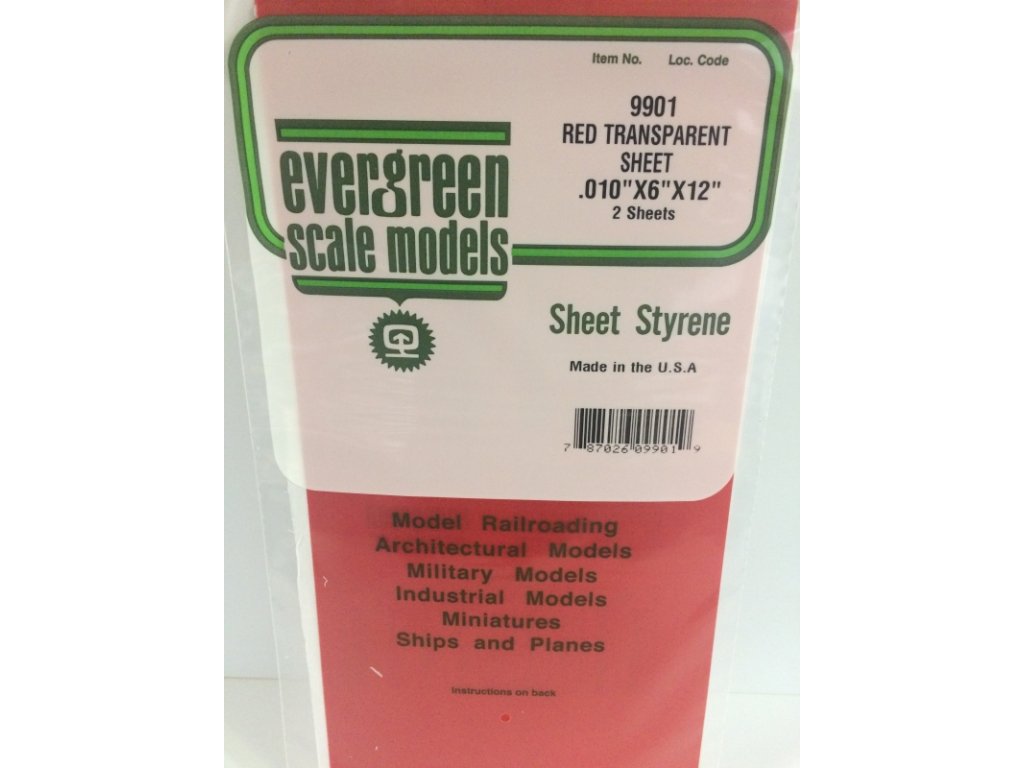 Item No. Loc. Code
9901
RED TRANSPARENT
SHEET
.010"X6"X12"
2 Sheets
evergreen
scale models
Sheet Styrene
Made in the U.S.A
7 87026 09901 9
Model Railroading
Architectural Models
Military Models
Industrial Models
Miniatures
Ships and Planes
Instructions on back